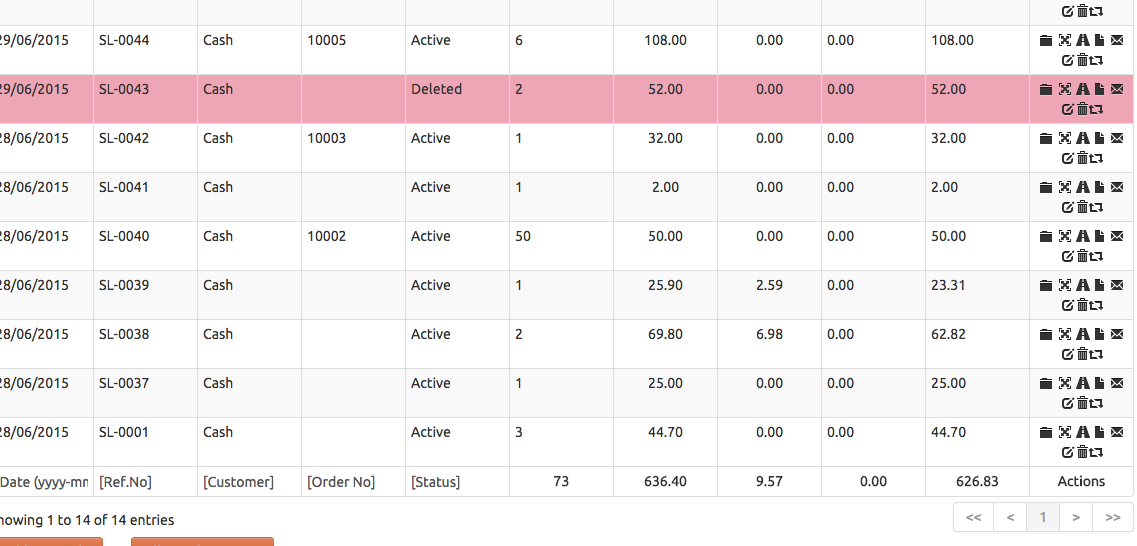 29/06/2015 SL-0044 Cash 10005 Active 6 108.00 0.00 0.00 108.00
29/06/2015 SL-0043 Cash Deleted 2 52.00 0.00 0.00 52.00
28/06/2015 SL-0042 Cash 10003 Active 1 32.00 0.00 0.00 32.00
28/06/2015 SL-0041 Cash Active 1 2.00 0.00 0.00 2.00
28/06/2015 SL-0040 Cash 10002 Active 50 50.00 0.00 0.00 50.00
28/06/2015 SL-0039 Cash Active 1 25.90 2.59 0.00 23.31
28/06/2015 SL-0038 Cash Active 2 69.80 6.98 0.00 62.82
28/06/2015 SL-0037 Cash Active 1 25.00 0.00 0.00 25.00
28/06/2015 SL-0001 Cash Active 3 44.70 0.00 0.00 44.70
Date (yyyy-mm [Ref.No] [Customer] [Order No] [Status] 73 636.40 9.57 0.00 626.83 Actions
howing 1 to 14 of 14 entries << < 1 > >>